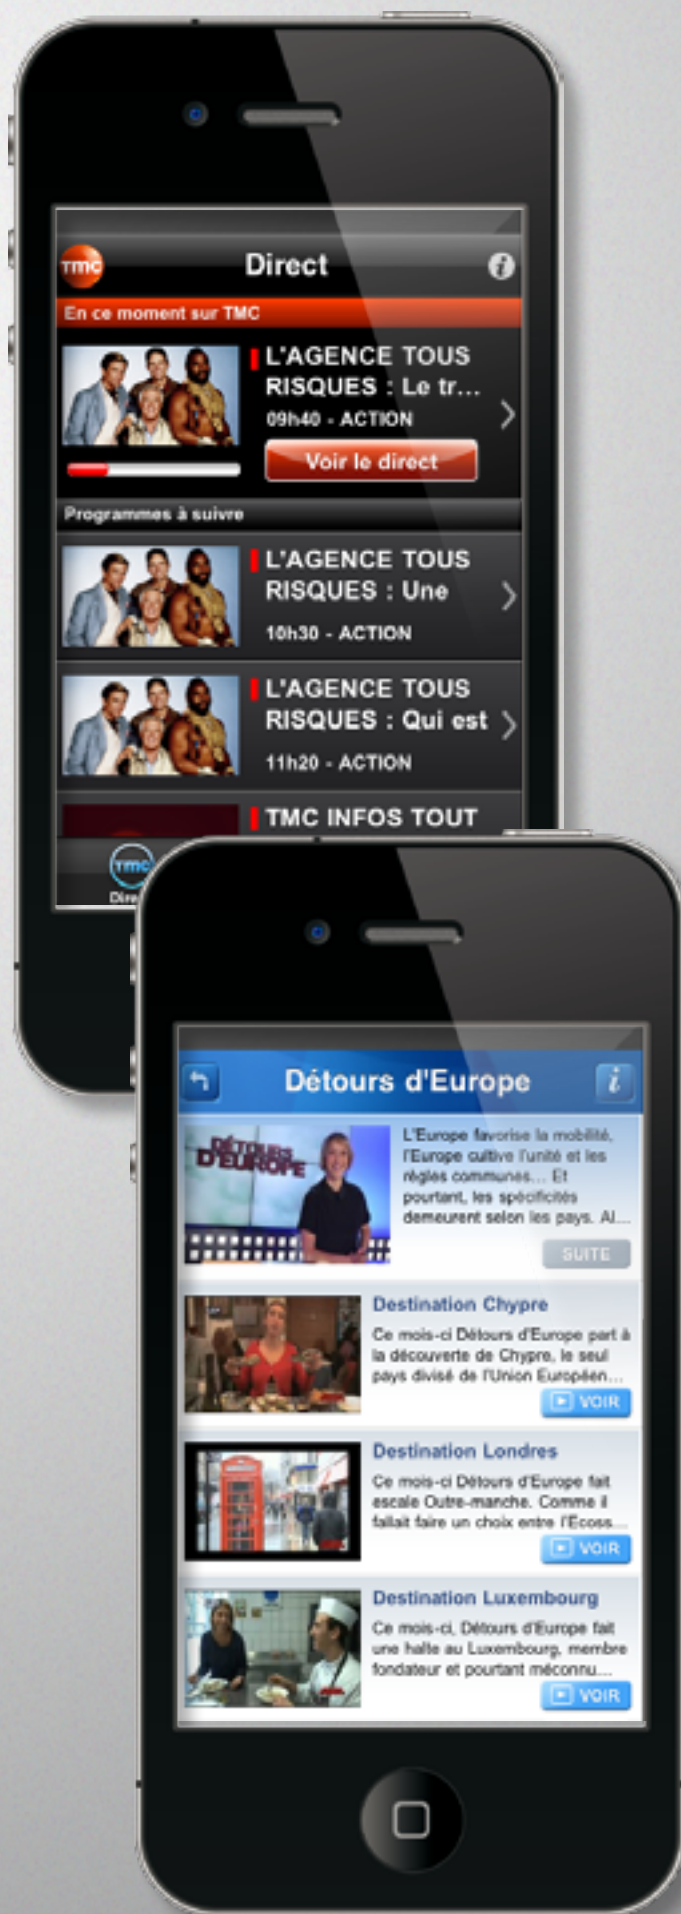 TMC
Direct
i
En ce moment sur TMC
L'AGENCE TOUS
RISQUES : Le tr...
09h40 - ACTION
Voir le direct
Programmes à suivre
L'AGENCE TOUS
RISQUES : Une
10h30 - ACTION
L'AGENCE TOUS
RISQUES : Qui est
11h20 - ACTION
TMC INFOS TOUT
TMC
Détours d'Europe
i
DÉTOURS
D'EUROPE
L'Europe favorise la mobilité,
l'Europe cultive l'unité et les
règles communes... Et
pourtant, les spécificités
demeurent selon les pays. Al...
SUITE
Destination Chypre
Ce mois-ci Détours d'Europe part à
la découverte de Chypre, le seul
pays divisé de l'Union Européen...
VOIR
Destination Londres
Ce mois-ci Détours d'Europe fait
escale Outre-manche. Comme il
fallait faire un choix entre l'Ecoss...
VOIR
Destination Luxembourg
Ce mois-ci, Détours d'Europe fait
une halte au Luxembourg, membre
fondateur et pourtant méconnu...
VOIR